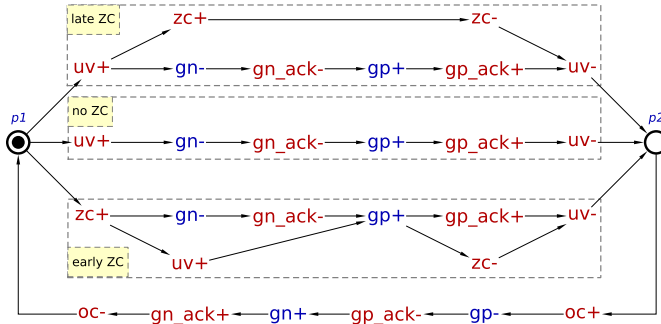 late ZC
zc+ zc-
uv+ gn- gn_ack- gp+ gp_ack+ uv-
no ZC
p1 p2
uv+ gn- gn_ack- gp+ gp_ack+ uv-
zc+ gn- gn_ack- gp+ gp_ack+ uv-
early ZC uv+ zc-
oc- gn_ack+ gn+ gp_ack- gp- oc+